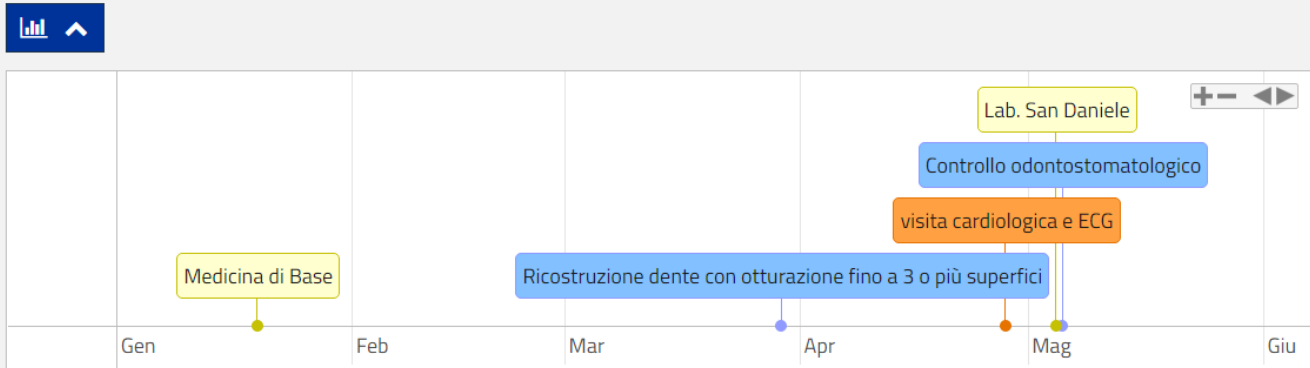 Lab. San Daniele
Controllo odontostomatologico
visita cardiologica e ECG
Medicina di Base
Ricostruzione dente con otturazione fino a 3 o più superfici
Gen
Feb
Mar
Apr
Mag
Giu